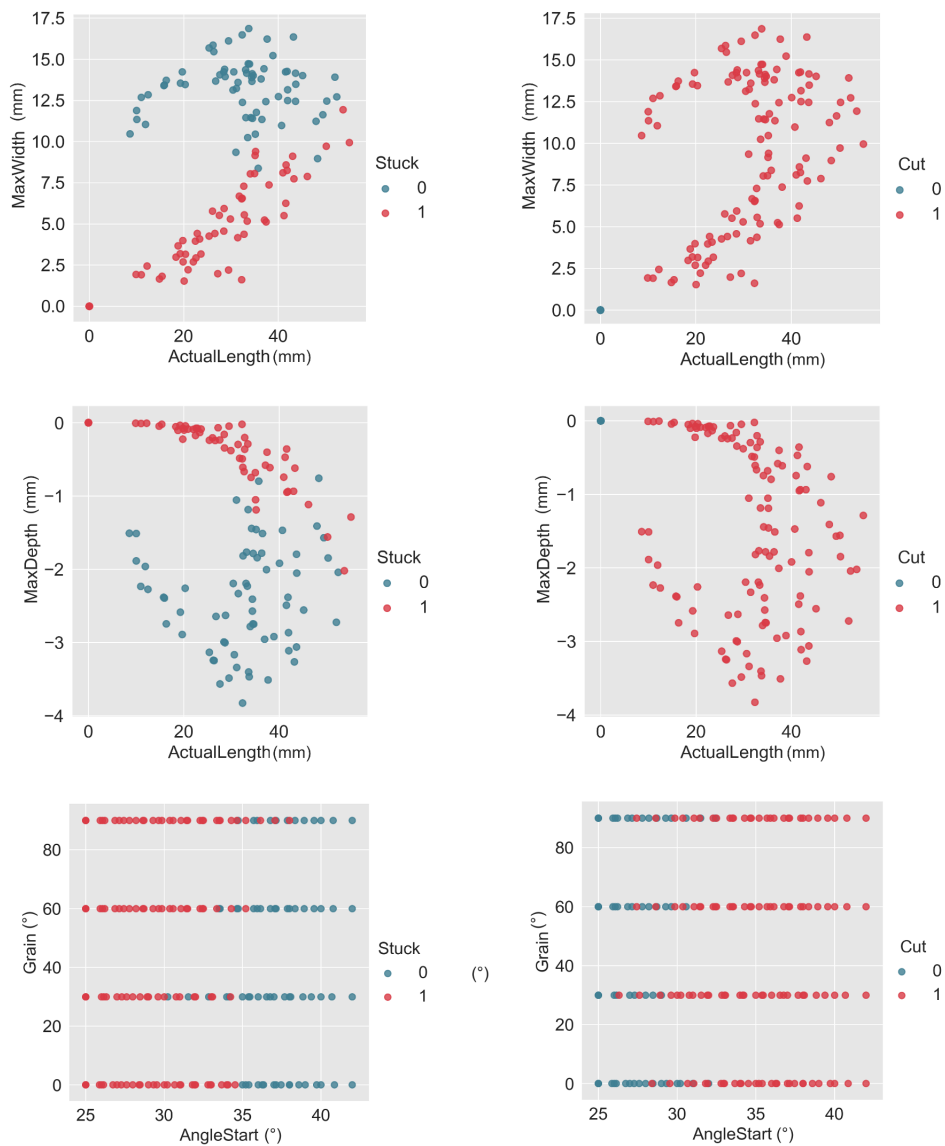 17.5
15.0
12.5
10.0
7.5
5.0
2.5
0.0
MaxWidth (mm)
0 20 40
ActualLength (mm)
Stuck
0
1
17.5
15.0
12.5
10.0
7.5
5.0
2.5
0.0
MaxWidth (mm)
0 20 40
ActualLength (mm)
Cut
0
1
0
−1
−2
−3
−4
MaxDepth (mm)
0 20 40
ActualLength (mm)
Stuck
0
1
0
−1
−2
−3
−4
MaxDepth (mm)
0 20 40
ActualLength (mm)
Cut
0
1
80
60
40
20
0
Grain (°)
25 30 35 40
AngleStart (°)
Stuck
0
1
(°)
80
60
40
20
0
Grain (°)
25 30 35 40
AngleStart (°)
Cut
0
1